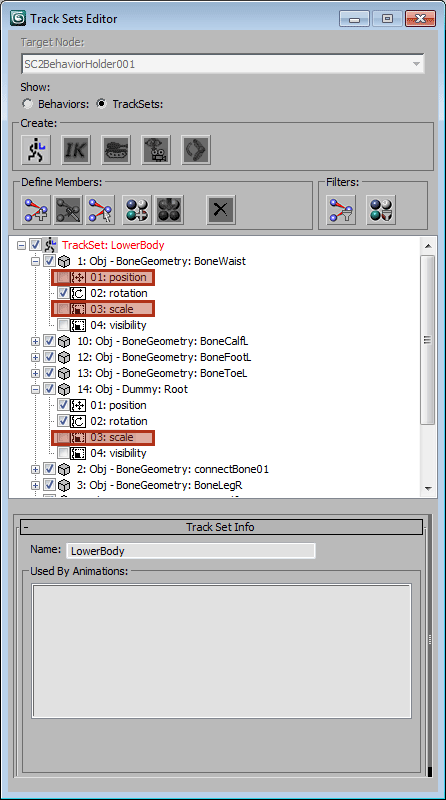 Track Sets Editor
Target Node:
SC2BehaviorHolder001
Show:
Behaviors: TrackSets:
Create:
IK
Define Members: Filters:
TrackSet: LowerBody
1: Obj - BoneGeometry: BoneWaist
01: position
02: rotation
03: scale
04: visibility
10: Obj - BoneGeometry: BoneCalfL
12: Obj - BoneGeometry: BoneFootL
13: Obj - BoneGeometry: BoneToeL
14: Obj - Dummy: Root
01: position
02: rotation
03: scale
04: visibility
2: Obj - BoneGeometry: connectBone01
3: Obj - BoneGeometry: BoneLegR
Track Set Info
Name: LowerBody
Used By Animations: